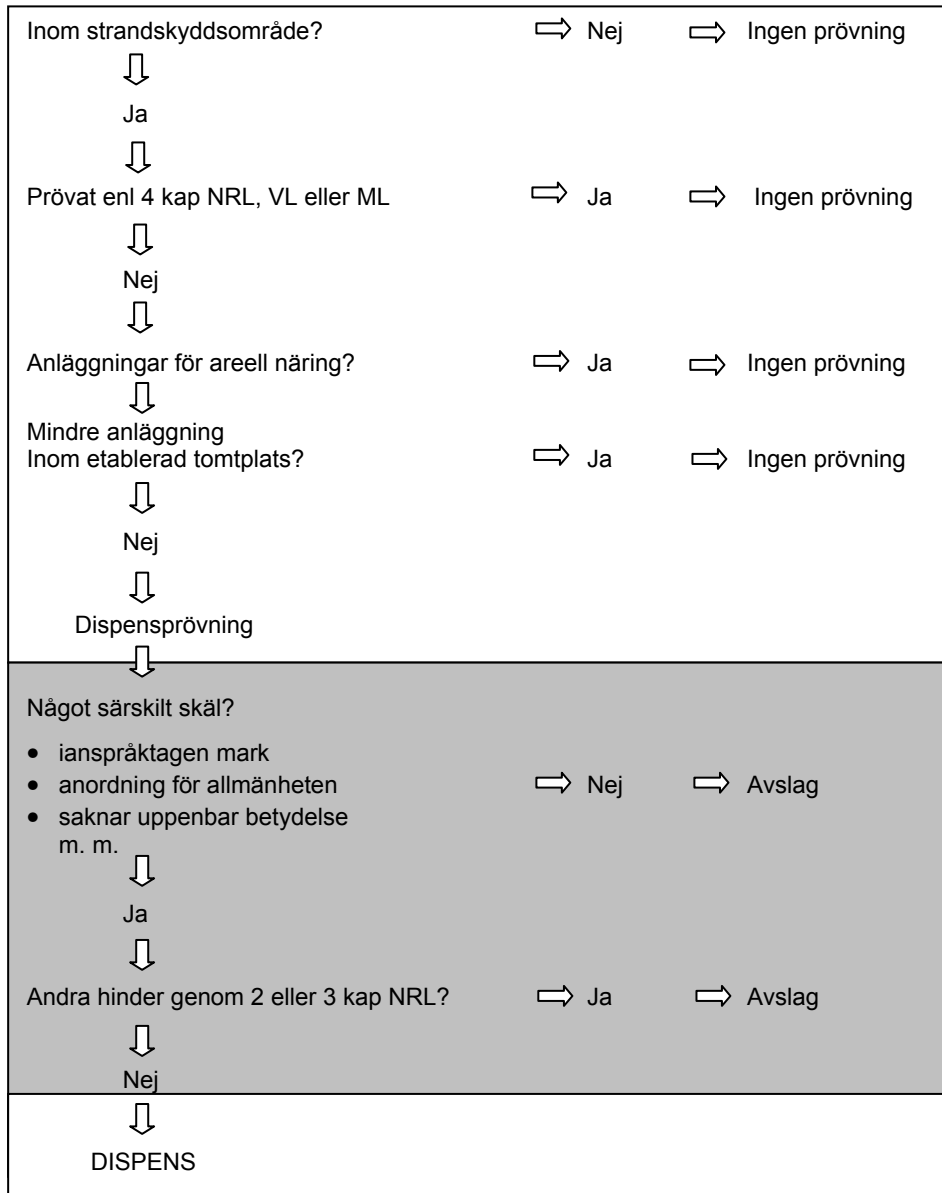 Inom strandskyddsområde? Nej Ingen prövning
Ja
Prövat enl 4 kap NRL, VL eller ML Ja Ingen prövning
Nej
Anläggningar för areell näring? Ja Ingen prövning
Mindre anläggning
Inom etablerad tomtplats? Ja Ingen prövning
Nej
Dispensprövning
Något särskilt skäl?
• ianspråktagen mark
• anordning för allmänheten Nej Avslag
• saknar uppenbar betydelse
m. m.
Ja
Andra hinder genom 2 eller 3 kap NRL? Ja Avslag
Nej
DISPENS